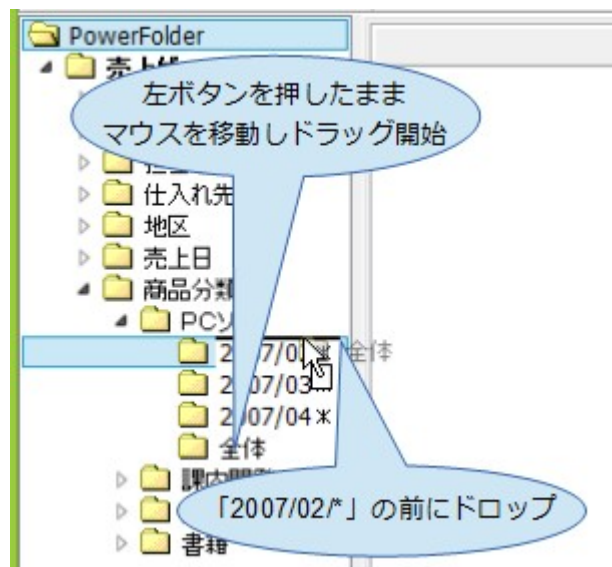 PowerFolder
左ボタンを押したまま
マウスを移動しドラッグ開始
仕入れ先
地区
売上日
商品分類
全体
2007/04*
全体
「2007/02/*」の前にドロップ
書籍